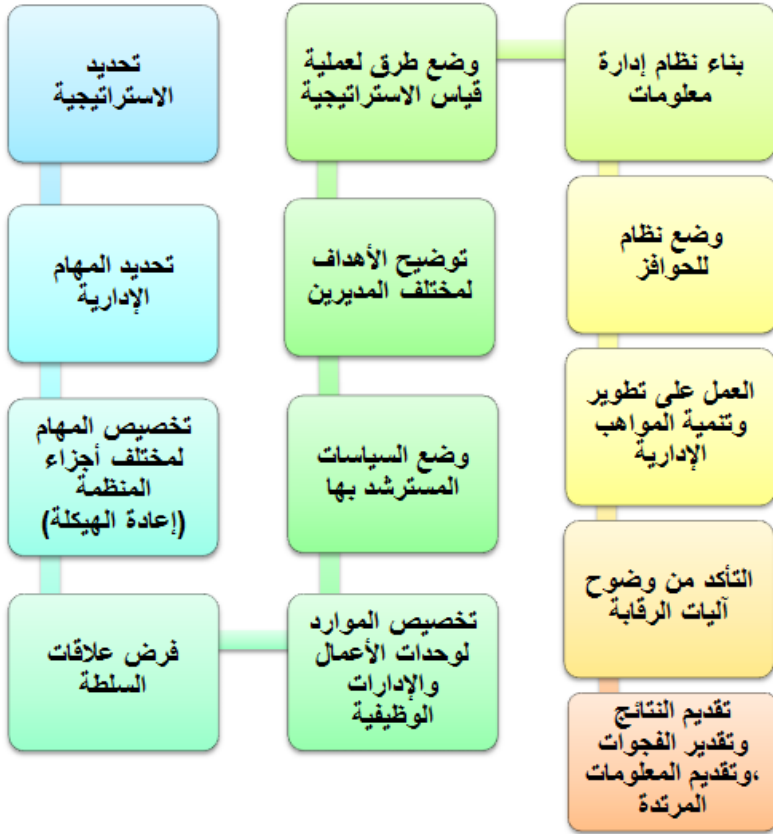 تحديد
الاستراتيجية
تحديد المهام
الإدارية
تخصيص المهام
لمختلف أجزاء
المنظمة
(إعادة الهيكلة)
فرض علاقات
السلطة
تخصيص الموارد
لوحدات الأعمال
والإدارات
الوظيفية
وضع السياسات
المسترشد بها
توضيح الأهداف
لمختلف المديرين
وضع طرق لعملية
قياس الاستراتيجية
بناء نظام إدارة
معلومات
وضع نظام
للحوافز
العمل على تطوير
وتنمية المواهب
الإدارية
التأكد من وضوح
آليات الرقابة
تقديم النتائج
وتقدير الفجوات
،وتقديم المعلومات
المرتدة